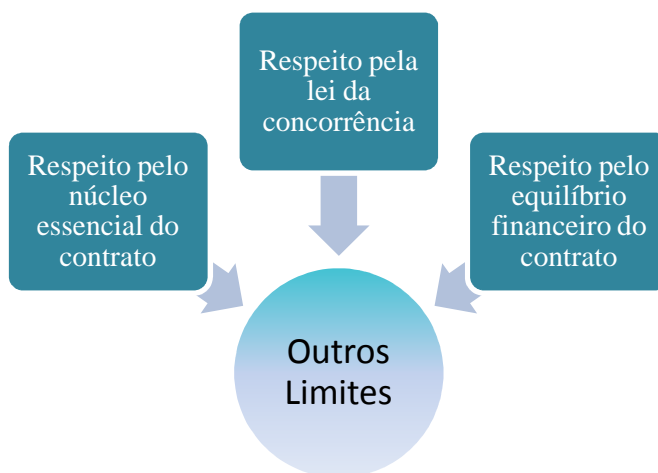 Respeito pela
lei da
concorrência
Respeito pelo
núcleo
essencial do
contrato
Respeito pelo
equilíbrio
financeiro do
contrato
Outros
Limites